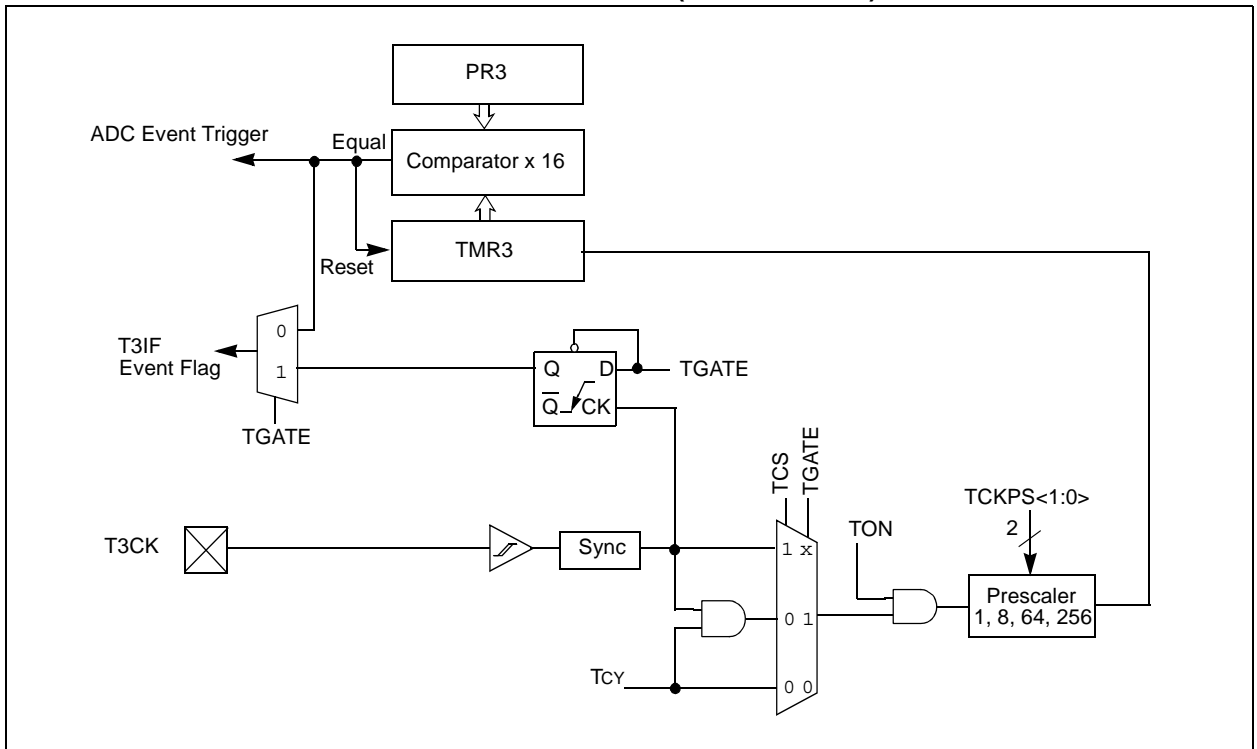 PR3
ADC Event Trigger
Equal
Comparator x 16
TMR3
Reset
0
T3IF
Event Flag
1
Q
D
TGATE
Q
CK
TGATE
TCS
TGATE
TCKPS<1:0>
2
TON
T3CK
Sync
1 x
Prescaler
1, 8, 64, 256
0 1
TCY
0 0